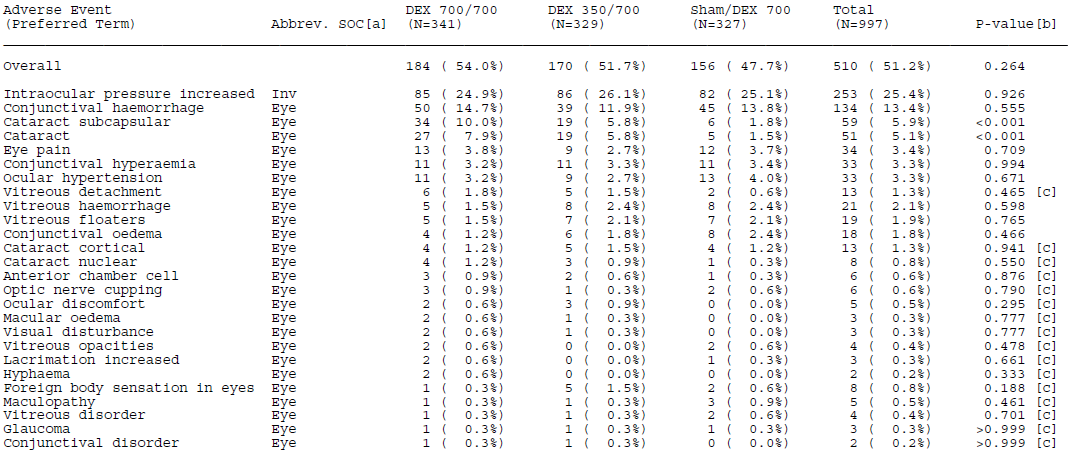 Adverse Event DEX 700/700 DEX 350/700 Sham/DEX 700 Total
(Preferred Term) Abbrev. SOC[a] (N=341) (N=329) (N=327) (N=997) P-value[b]
Overall 184 ( 54.0%) 170 ( 51.7%) 156 ( 47.7%) 510 ( 51.2%) 0.264
Intraocular pressure increased Inv 85 ( 24.9%) 86 ( 26.1%) 82 ( 25.1%) 253 ( 25.4%) 0.926
Conjunctival haemorrhage Eye 50 ( 14.7%) 39 ( 11.9%) 45 ( 13.8%) 134 ( 13.4%) 0.555
Cataract subcapsular Eye 34 ( 10.0%) 19 ( 5.8%) 6 ( 1.8%) 59 ( 5.9%) <0.001
Cataract Eye 27 ( 7.9%) 19 ( 5.8%) 5 ( 1.5%) 51 ( 5.1%) <0.001
Eye pain Eye 13 ( 3.8%) 9 ( 2.7%) 12 ( 3.7%) 34 ( 3.4%) 0.709
Conjunctival hyperaemia Eye 11 ( 3.2%) 11 ( 3.3%) 11 ( 3.4%) 33 ( 3.3%) 0.994
Ocular hypertension Eye 11 ( 3.2%) 9 ( 2.7%) 13 ( 4.0%) 33 ( 3.3%) 0.671
Vitreous detachment Eye 6 ( 1.8%) 5 ( 1.5%) 2 ( 0.6%) 13 ( 1.3%) 0.465 [c]
Vitreous haemorrhage Eye 5 ( 1.5%) 8 ( 2.4%) 8 ( 2.4%) 21 ( 2.1%) 0.598
Vitreous floaters Eye 5 ( 1.5%) 7 ( 2.1%) 7 ( 2.1%) 19 ( 1.9%) 0.765
Conjunctival oedema Eye 4 ( 1.2%) 6 ( 1.8%) 8 ( 2.4%) 18 ( 1.8%) 0.466
Cataract cortical Eye 4 ( 1.2%) 5 ( 1.5%) 4 ( 1.2%) 13 ( 1.3%) 0.941 [c]
Cataract nuclear Eye 4 ( 1.2%) 3 ( 0.9%) 1 ( 0.3%) 8 ( 0.8%) 0.550 [c]
Anterior chamber cell Eye 3 ( 0.9%) 2 ( 0.6%) 1 ( 0.3%) 6 ( 0.6%) 0.876 [c]
Optic nerve cupping Eye 3 ( 0.9%) 1 ( 0.3%) 2 ( 0.6%) 6 ( 0.6%) 0.790 [c]
Ocular discomfort Eye 2 ( 0.6%) 3 ( 0.9%) 0 ( 0.0%) 5 ( 0.5%) 0.295 [c]
Macular oedema Eye 2 ( 0.6%) 1 ( 0.3%) 0 ( 0.0%) 3 ( 0.3%) 0.777 [c]
Visual disturbance Eye 2 ( 0.6%) 1 ( 0.3%) 0 ( 0.0%) 3 ( 0.3%) 0.777 [c]
Vitreous opacities Eye 2 ( 0.6%) 0 ( 0.0%) 2 ( 0.6%) 4 ( 0.4%) 0.478 [c]
Lacrimation increased Eye 2 ( 0.6%) 0 ( 0.0%) 1 ( 0.3%) 3 ( 0.3%) 0.661 [c]
Hyphaema Eye 2 ( 0.6%) 0 ( 0.0%) 0 ( 0.0%) 2 ( 0.2%) 0.333 [c]
Foreign body sensation in eyes Eye 1 ( 0.3%) 5 ( 1.5%) 2 ( 0.6%) 8 ( 0.8%) 0.188 [c]
Maculopathy Eye 1 ( 0.3%) 1 ( 0.3%) 3 ( 0.9%) 5 ( 0.5%) 0.461 [c]
Vitreous disorder Eye 1 ( 0.3%) 1 ( 0.3%) 2 ( 0.6%) 4 ( 0.4%) 0.701 [c]
Glaucoma Eye 1 ( 0.3%) 1 ( 0.3%) 1 ( 0.3%) 3 ( 0.3%) >0.999 [c]
Conjunctival disorder Eye 1 ( 0.3%) 1 ( 0.3%) 0 ( 0.0%) 2 ( 0.2%) >0.999 [c]